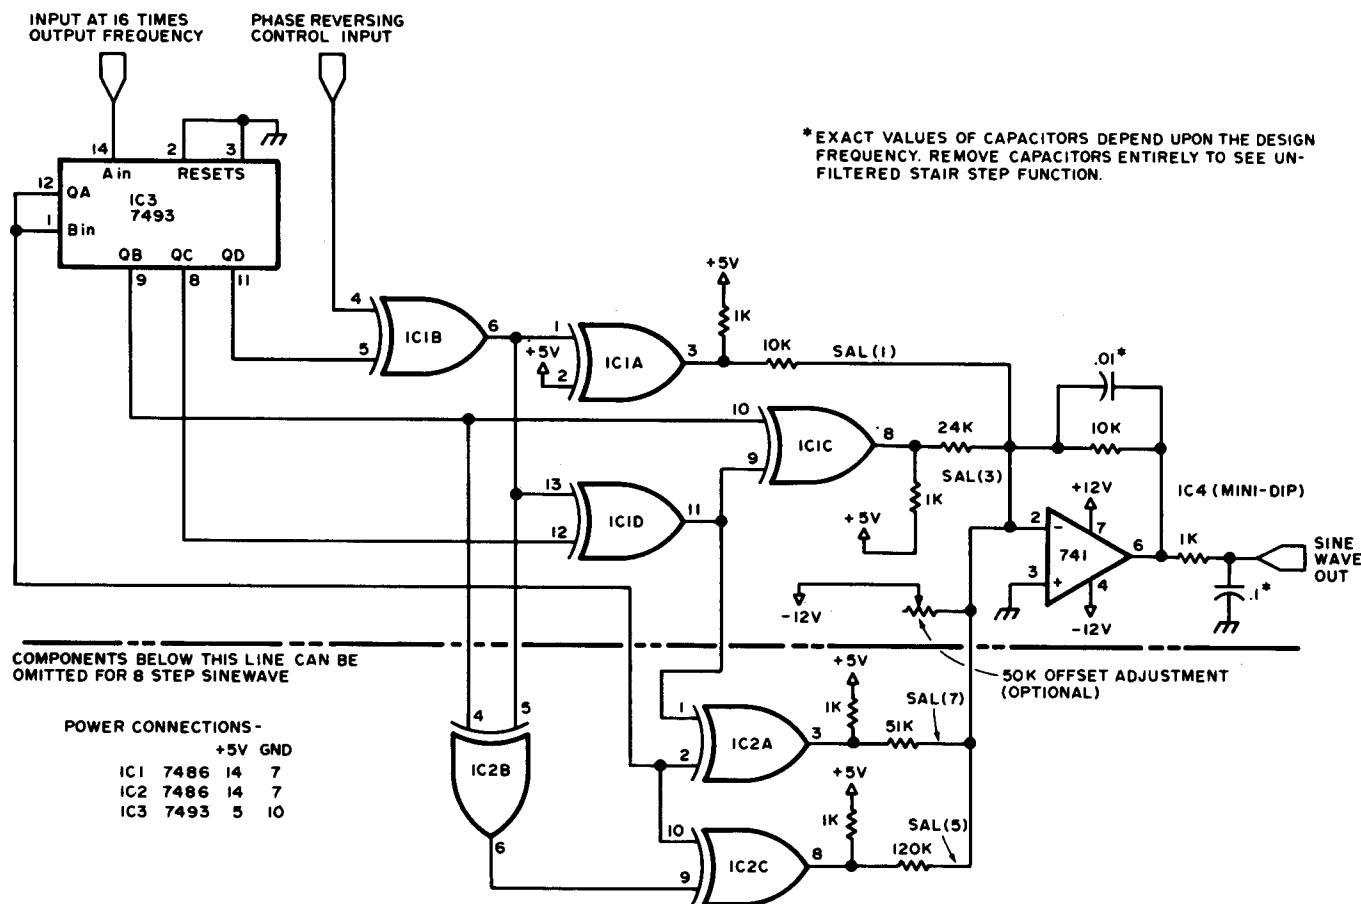 INPUT AT 16 TIMES
OUTPUT FREQUENCY
PHASE REVERSING
CONTROL INPUT
14
2
3
A in
RESETS
12
QA
IC3
7493
1
B in
QB
QC
QD
9
8
11
* EXACT VALUES OF CAPACITORS DEPEND UPON THE DESIGN
FREQUENCY. REMOVE CAPACITORS ENTIRELY TO SEE UN-
FILTERED STAIR STEP FUNCTION.
4
5
IC1B
6
1
+5V
2
IC1A
3
+5V
1K
10K
SAL(1)
.01*
10K
10
9
IC1C
8
24K
SAL(3)
1K
+5V
13
12
IC1D
11
IC4 (MINI-DIP)
+12V
7
2
-
741
3
+
6
4
-12V
1K
SINE
WAVE
OUT
.1*
-12V
50K OFFSET ADJUSTMENT
(OPTIONAL)
COMPONENTS BELOW THIS LINE CAN BE
OMITTED FOR 8 STEP SINEWAVE
POWER CONNECTIONS-
+5V GND
IC1 7486 14 7
IC2 7486 14 7
IC3 7493 5 10
4
5
IC2B
6
1
2
IC2A
3
+5V
1K
51K
SAL(7)
10
9
IC2C
8
+5V
1K
120K
SAL(5)